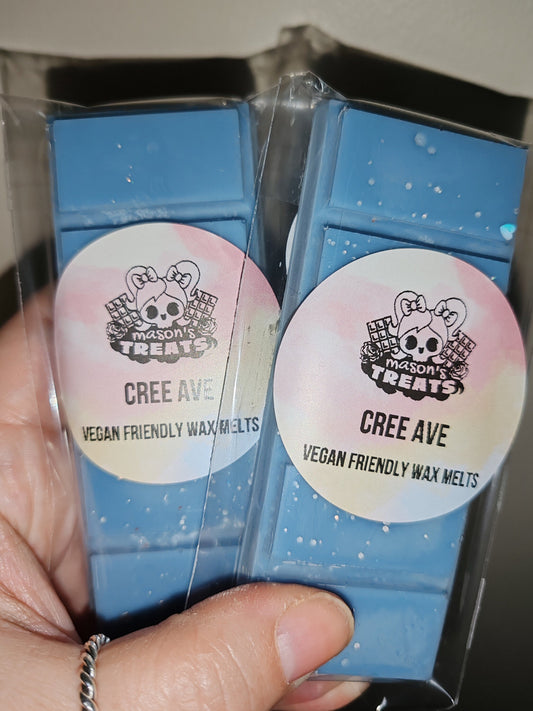 mason's
TREATS
CREE AVE
VEGAN FRIENDLY WAX MELTS
mason's
TREATS
CREE AVE
VEGAN FRIENDLY WAX MELTS